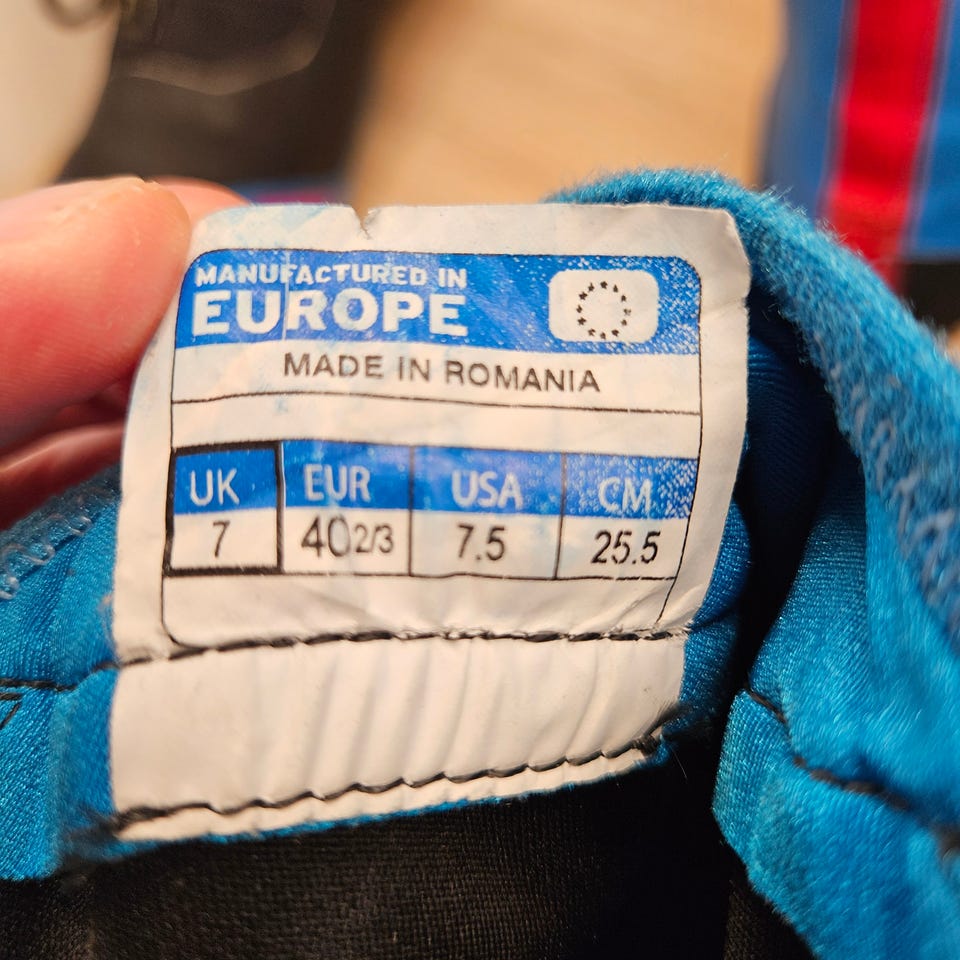 MANUFACTURED IN
EUROPE
MADE IN ROMANIA
UK EUR USA CM
7 40 2/3 7.5 25.5